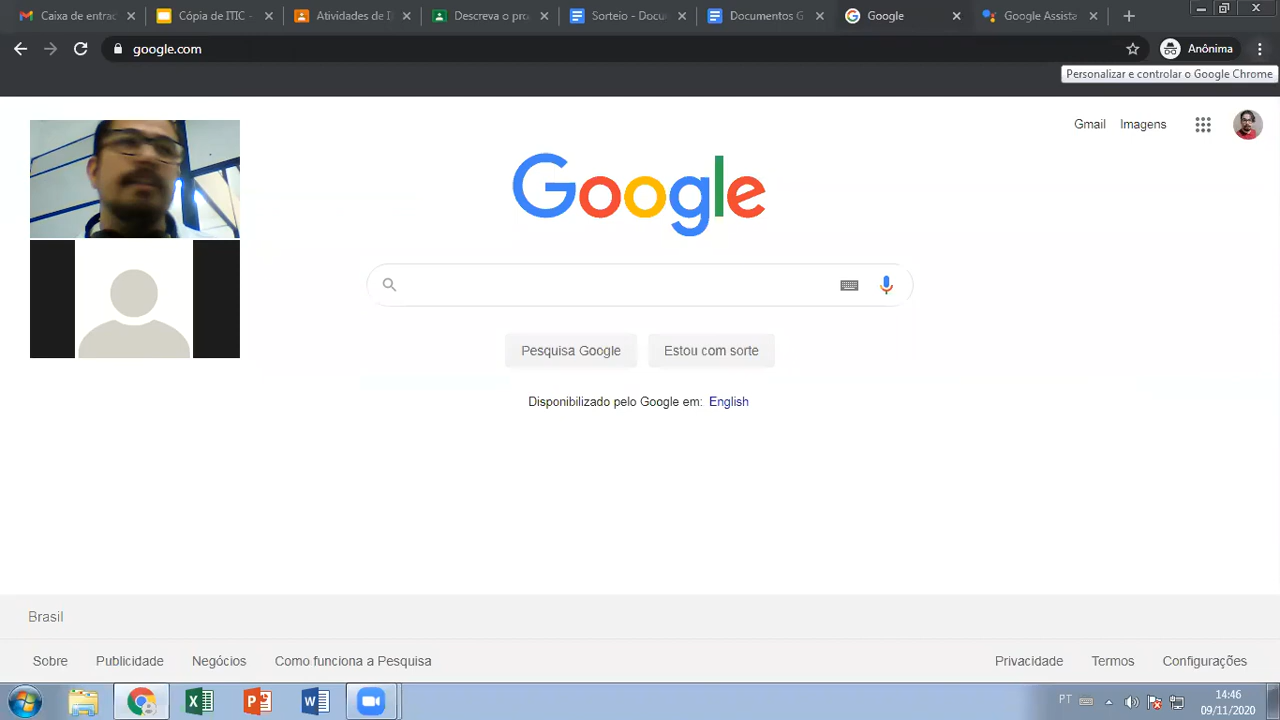 Caixa de entrac
Cópia de ITIC -
Atividades de I
Descreva o pro
Sorteio - Docu
Documentos G
Google
Google Assista
google.com
Anônima
Personalizar e controlar o Google Chrome
Gmail
Imagens
Google
Pesquisa Google
Estou com sorte
Disponibilizado pelo Google em: English
Brasil
Sobre
Publicidade
Negócios
Como funciona a Pesquisa
Privacidade
Termos
Configurações
PT
14:46
09/11/2020